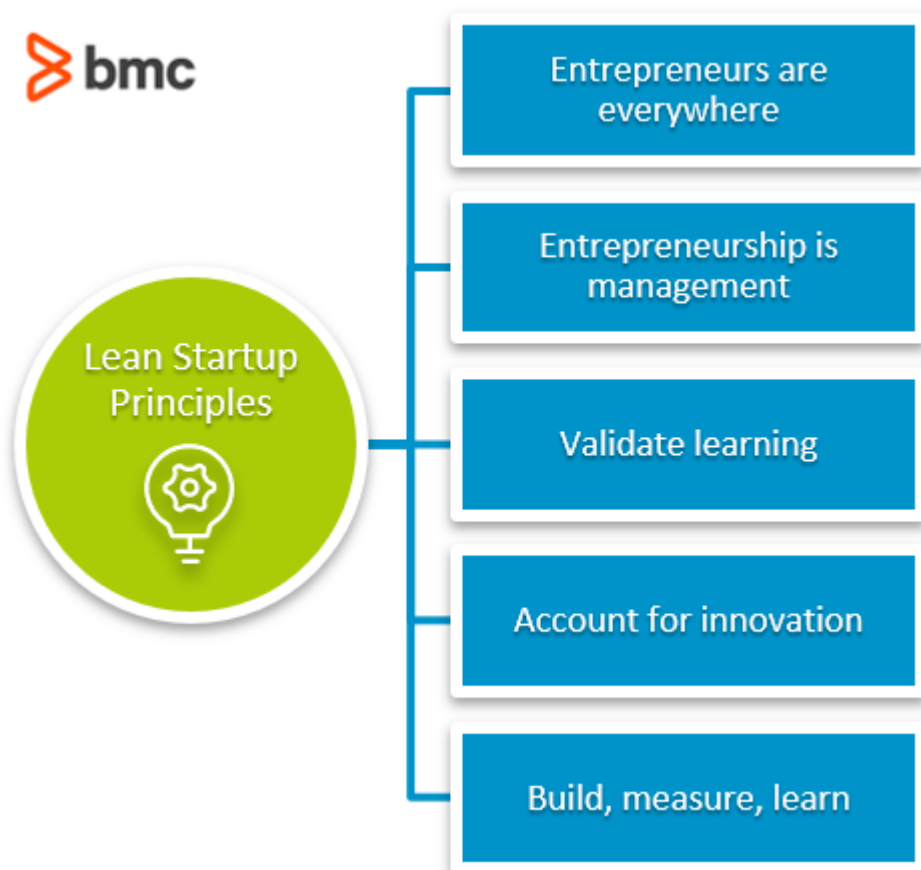 bmc
Lean Startup
Principles
Entrepreneurs are
everywhere
Entrepreneurship is
management
Validate learning
Account for innovation
Build, measure, learn